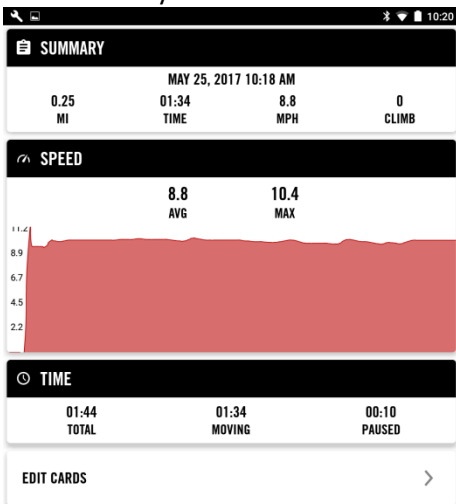 10:20
SUMMARY
MAY 25, 2017 10:18 AM
0.25 01:34 8.8 0
MI TIME MPH CLIMB
SPEED
8.8 10.4
AVG MAX
11.2
8.9
6.7
4.5
2.2
TIME
01:44 01:34 00:10
TOTAL MOVING PAUSED
EDIT CARDS